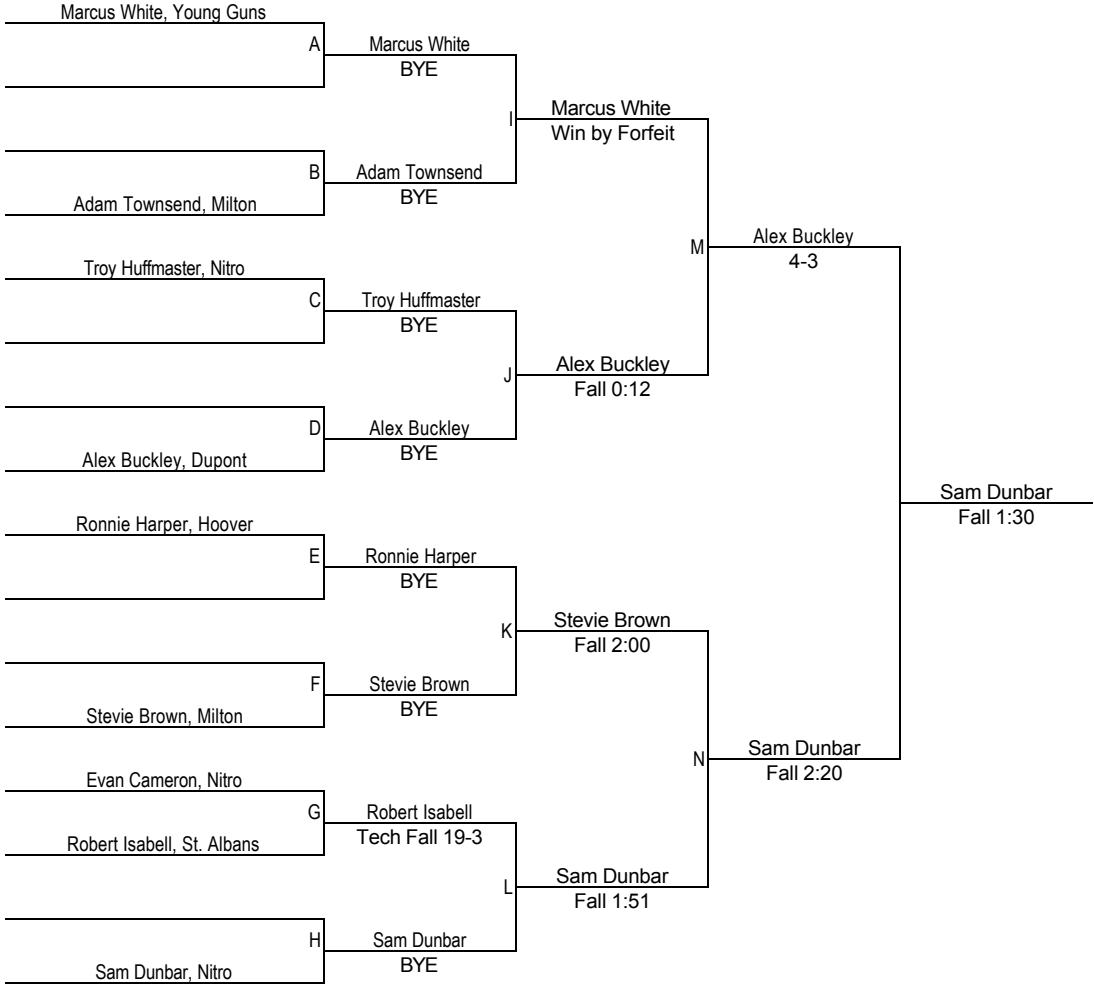 Marcus White, Young Guns
A
Marcus White
BYE
I
Marcus White
Win by Forfeit
B
Adam Townsend
BYE
Adam Townsend, Milton
M
Alex Buckley
4-3
Troy Huffmaster, Nitro
C
Troy Huffmaster
BYE
J
Alex Buckley
Fall 0:12
D
Alex Buckley
BYE
Alex Buckley, Dupont
Sam Dunbar
Fall 1:30
Ronnie Harper, Hoover
E
Ronnie Harper
BYE
K
Stevie Brown
Fall 2:00
F
Stevie Brown
BYE
Stevie Brown, Milton
N
Sam Dunbar
Fall 2:20
Evan Cameron, Nitro
G
Robert Isabell
Tech Fall 19-3
Robert Isabell, St. Albans
L
Sam Dunbar
Fall 1:51
H
Sam Dunbar
BYE
Sam Dunbar, Nitro